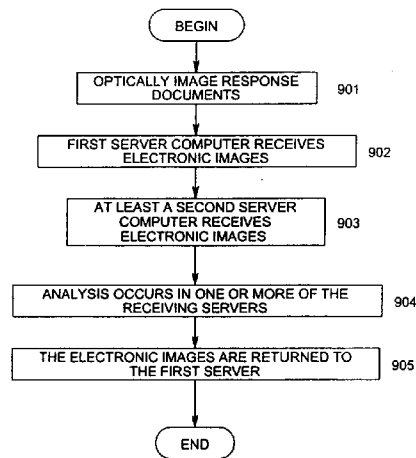 BEGIN
OPTICALLY IMAGE RESPONSE
DOCUMENTS
901
FIRST SERVER COMPUTER RECEIVES
ELECTRONIC IMAGES
902
AT LEAST A SECOND SERVER
COMPUTER RECEIVES
ELECTRONIC IMAGES
903
ANALYSIS OCCURS IN ONE OR MORE OF THE
RECEIVING SERVERS
904
THE ELECTRONIC IMAGES ARE RETURNED TO
THE FIRST SERVER
905
END